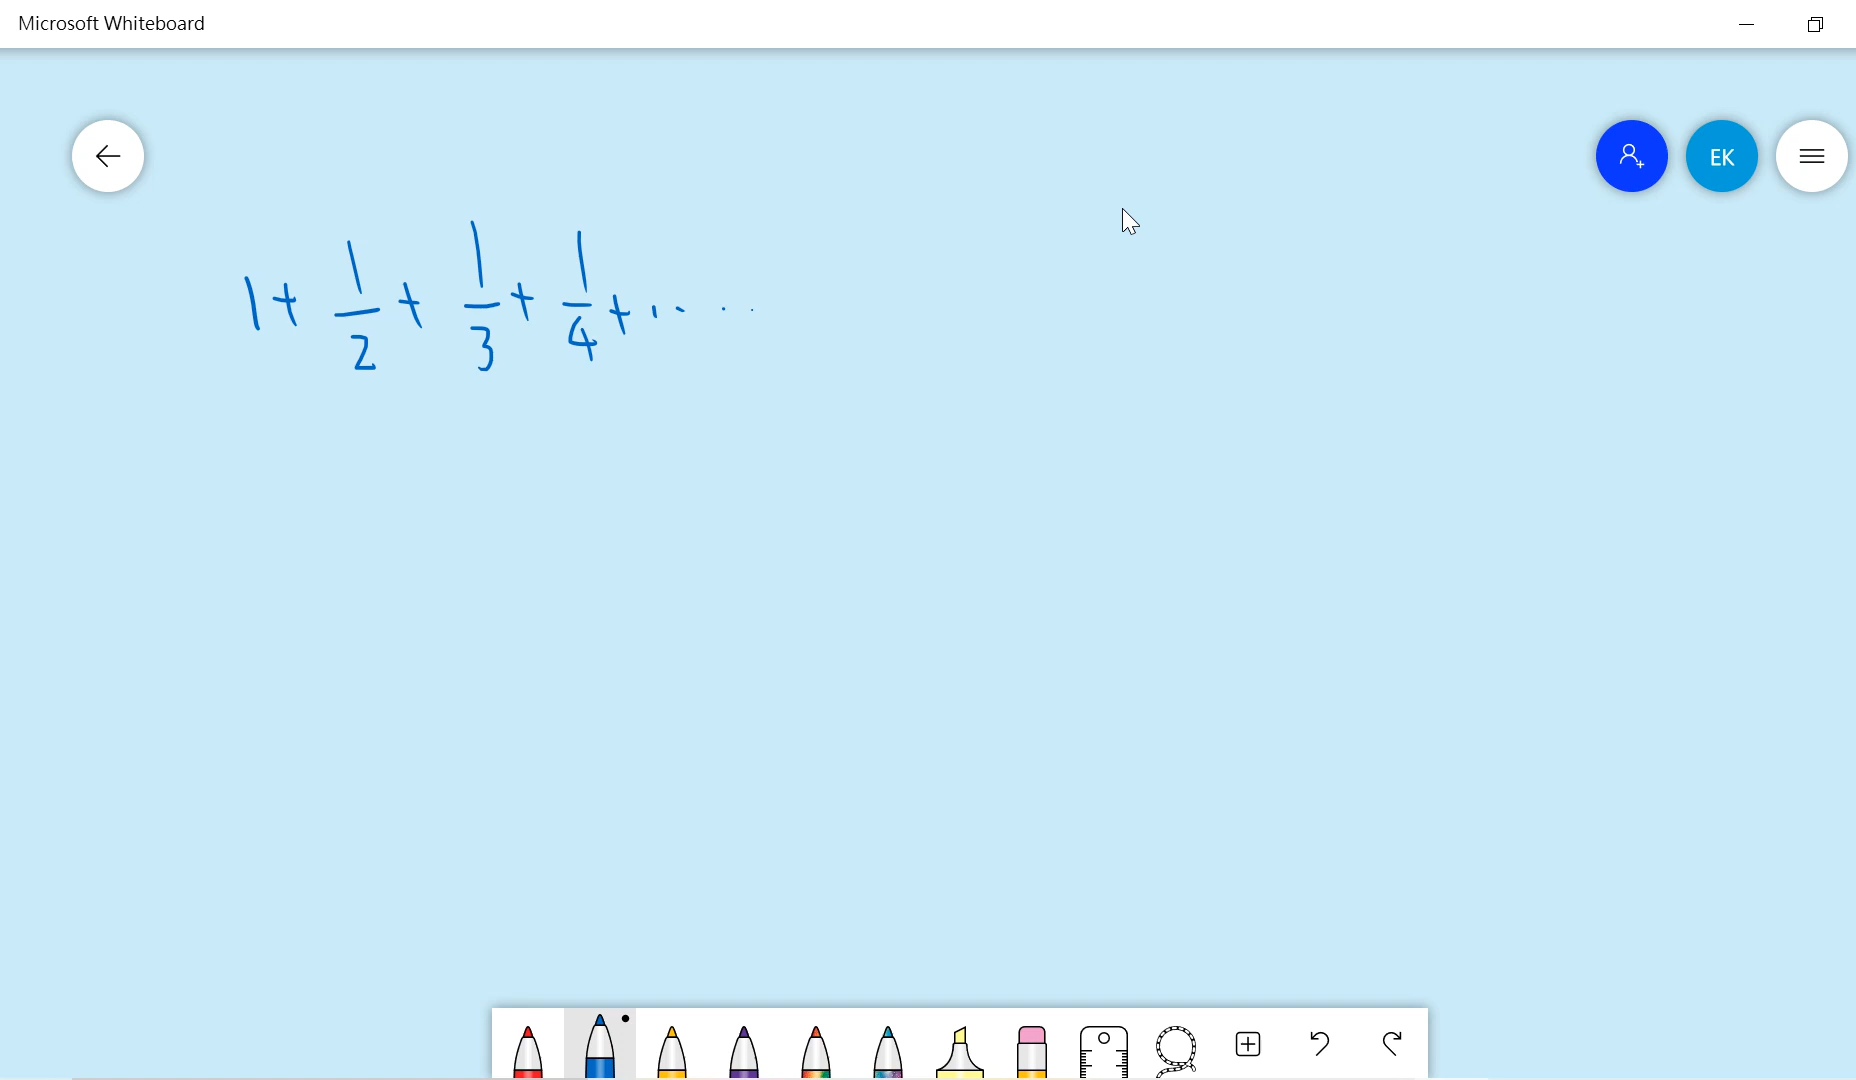 Microsoft Whiteboard
EK
1 + 1/2 + 1/3 + 1/4 + .....